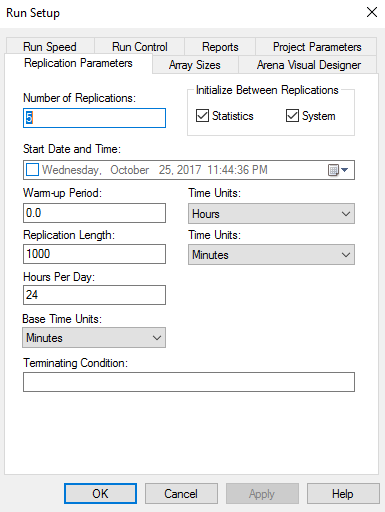 Run Setup
Run Speed Run Control Reports Project Parameters
Replication Parameters Array Sizes Arena Visual Designer
Number of Replications:
5
Initialize Between Replications
Statistics System
Start Date and Time:
Wednesday, October 25, 2017 11:44:36 PM
Warm-up Period: Time Units:
0.0 Hours
Replication Length: Time Units:
1000 Minutes
Hours Per Day:
24
Base Time Units:
Minutes
Terminating Condition:
OK Cancel Apply Help